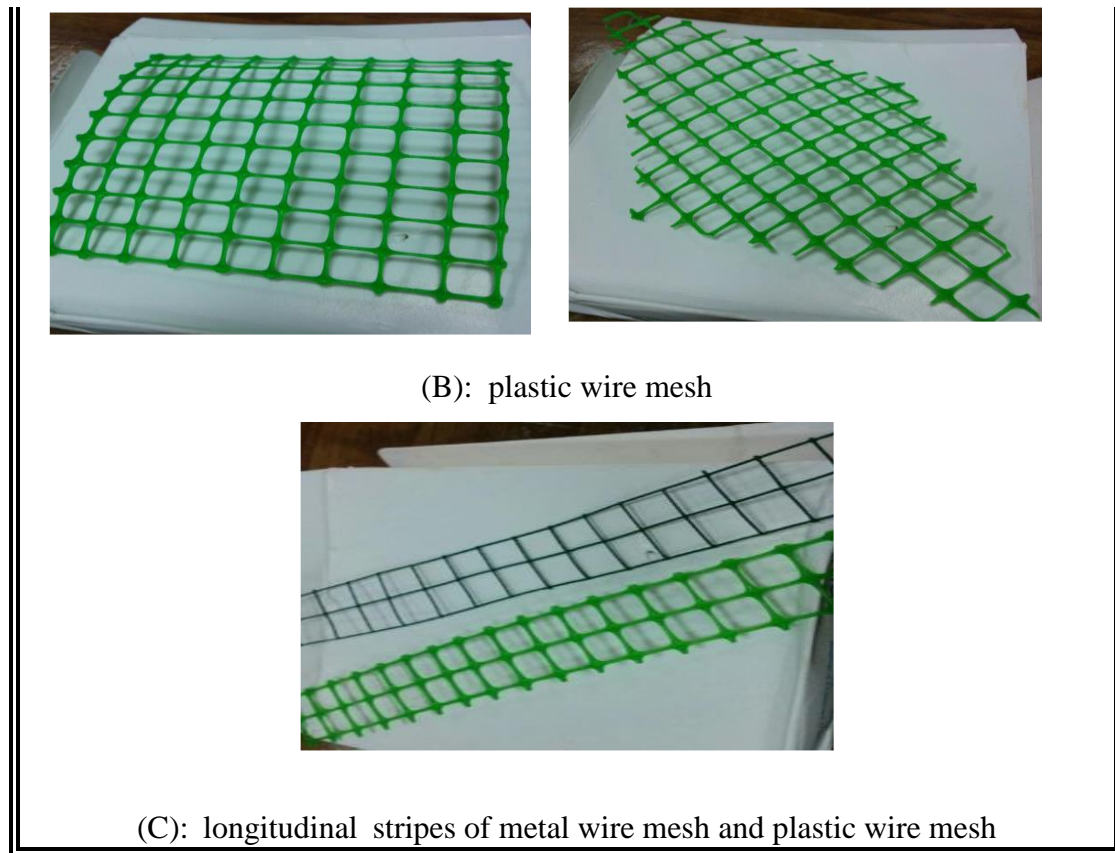 (B): plastic wire mesh
(C): longitudinal stripes of metal wire mesh and plastic wire mesh